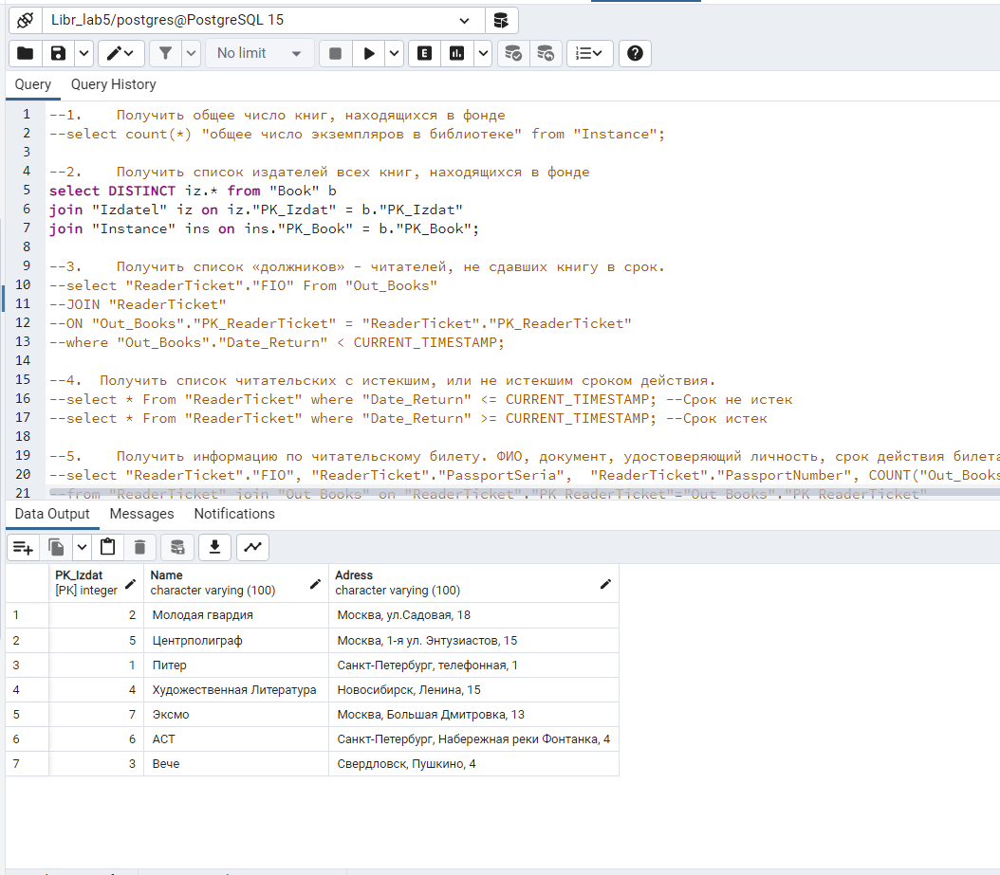 Libr_lab5/postgres@PostgreSQL 15
No limit
E
?
Query Query History
1 --1. Получить общее число книг, находящихся в фонде
2 --select count(*) "общее число экземпляров в библиотеке" from "Instance";
3
4 --2. Получить список издателей всех книг, находящихся в фонде
5 select DISTINCT iz.* from "Book" b
6 join "Izdatel" iz on iz."PK_Izdat" = b."PK_Izdat"
7 join "Instance" ins on ins."PK_Book" = b."PK_Book";
8
9 --3. Получить список «должников» – читателей, не сдавших книгу в срок.
10 --select "ReaderTicket"."FIO" From "Out_Books"
11 --JOIN "ReaderTicket"
12 --ON "Out_Books"."PK_ReaderTicket" = "ReaderTicket"."PK_ReaderTicket"
13 --where "Out_Books"."Date_Return" < CURRENT_TIMESTAMP;
14
15 --4. Получить список читательских с истекшим, или не истекшим сроком действия.
16 --select * From "ReaderTicket" where "Date_Return" <= CURRENT_TIMESTAMP; --Срок не истек
17 --select * From "ReaderTicket" where "Date_Return" >= CURRENT_TIMESTAMP; --Срок истек
18
19 --5. Получить информацию по читательскому билету. ФИО, документ, удостоверяющий личность, срок действия билета
20 --select "ReaderTicket"."FIO", "ReaderTicket"."PassportSeria", "ReaderTicket"."PassportNumber", COUNT("Out_Books
21 --from "ReaderTicket" join "Out_Books" on "ReaderTicket"."PK_ReaderTicket"="Out_Books"."PK_ReaderTicket"
Data Output Messages Notifications
PK_Izdat Name Adress
[PK] integer character varying (100) character varying (100)
1 2 Молодая гвардия Москва, ул.Садовая, 18
2 5 Центрполиграф Москва, 1-я ул. Энтузиастов, 15
3 1 Питер Санкт-Петербург, телефонная, 1
4 4 Художественная Литература Новосибирск, Ленина, 15
5 7 Эксмо Москва, Большая Дмитровка, 13
6 6 АСТ Санкт-Петербург, Набережная реки Фонтанка, 4
7 3 Вече Свердловск, Пушкино, 4